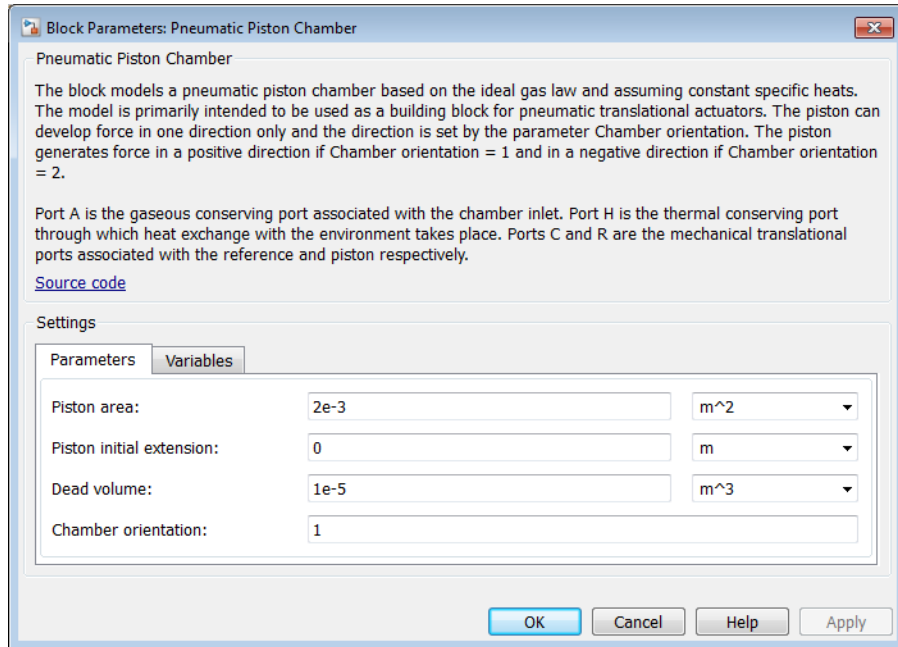 Block Parameters: Pneumatic Piston Chamber
Pneumatic Piston Chamber
The block models a pneumatic piston chamber based on the ideal gas law and assuming constant specific heats.
The model is primarily intended to be used as a building block for pneumatic translational actuators. The piston can
develop force in one direction only and the direction is set by the parameter Chamber orientation. The piston
generates force in a positive direction if Chamber orientation = 1 and in a negative direction if Chamber orientation
= 2.
Port A is the gaseous conserving port associated with the chamber inlet. Port H is the thermal conserving port
through which heat exchange with the environment takes place. Ports C and R are the mechanical translational
ports associated with the reference and piston respectively.
Source code
Settings
Parameters Variables
Piston area: 2e-3 m^2
Piston initial extension: 0 m
Dead volume: 1e-5 m^3
Chamber orientation: 1
OK Cancel Help Apply